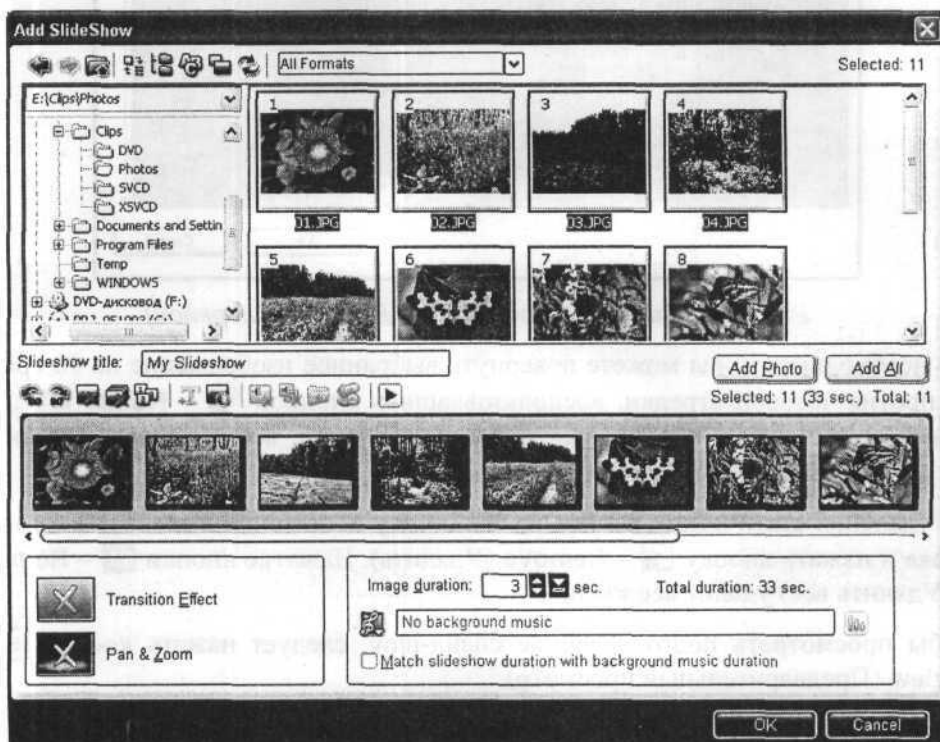 Add SlideShow
All Formats
Selected: 11
E:\Clips\Photos
Clips
DVD
Photos
SVCD
XSVCD
Documents and Settin
Program Files
Temp
WINDOWS
DVD-дисковод (F:)
1
2
3
4
01.JPG
02.JPG
03.JPG
04.JPG
5
6
7
8
Slideshow title: My Slideshow
Add Photo
Add All
Selected: 11 (33 sec.) Total: 11
Transition Effect
Pan & Zoom
Image duration: 3 sec.
Total duration: 33 sec.
No background music
Match slideshow duration with background music duration
OK
Cancel